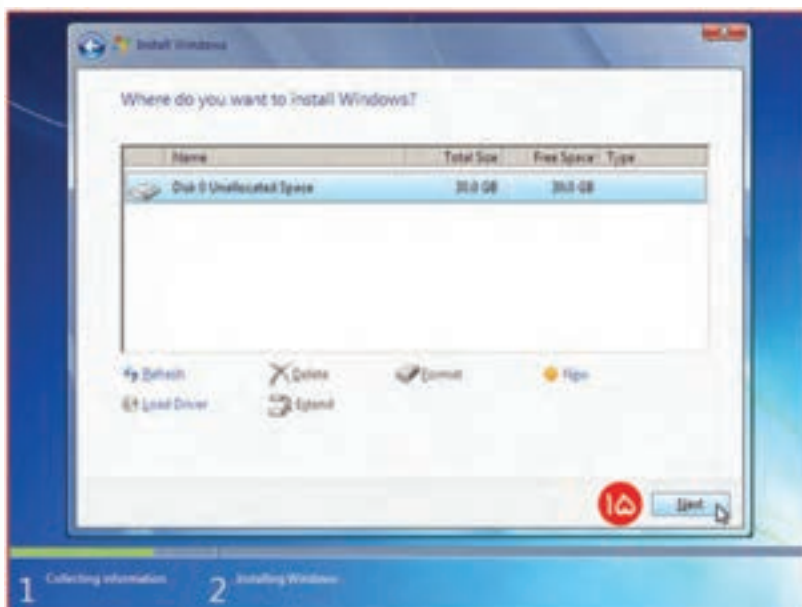 Install Windows
Where do you want to install Windows?
Name Total Size Free Space Type
Disk 0 Unallocated Space 30.0 GB 30.0 GB
Refresh Delete Format New
Load Driver Extend
۱۵ Next
1 Collecting information 2 Installing Windows